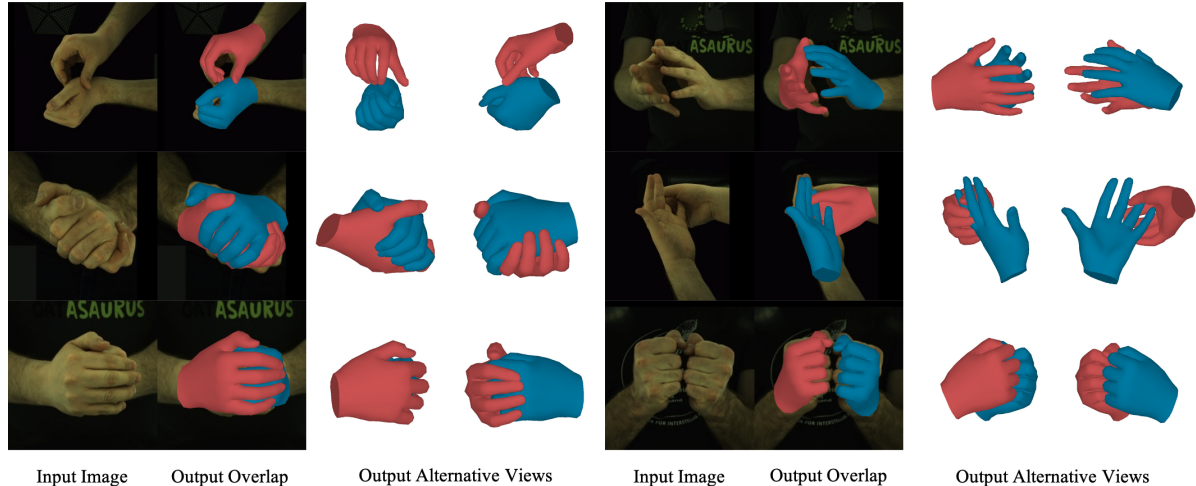 ASAURUS
ASAURUS
ASAURUS
ASAURUS
Input Image
Output Overlap
Output Alternative Views
Input Image
Output Overlap
Output Alternative Views